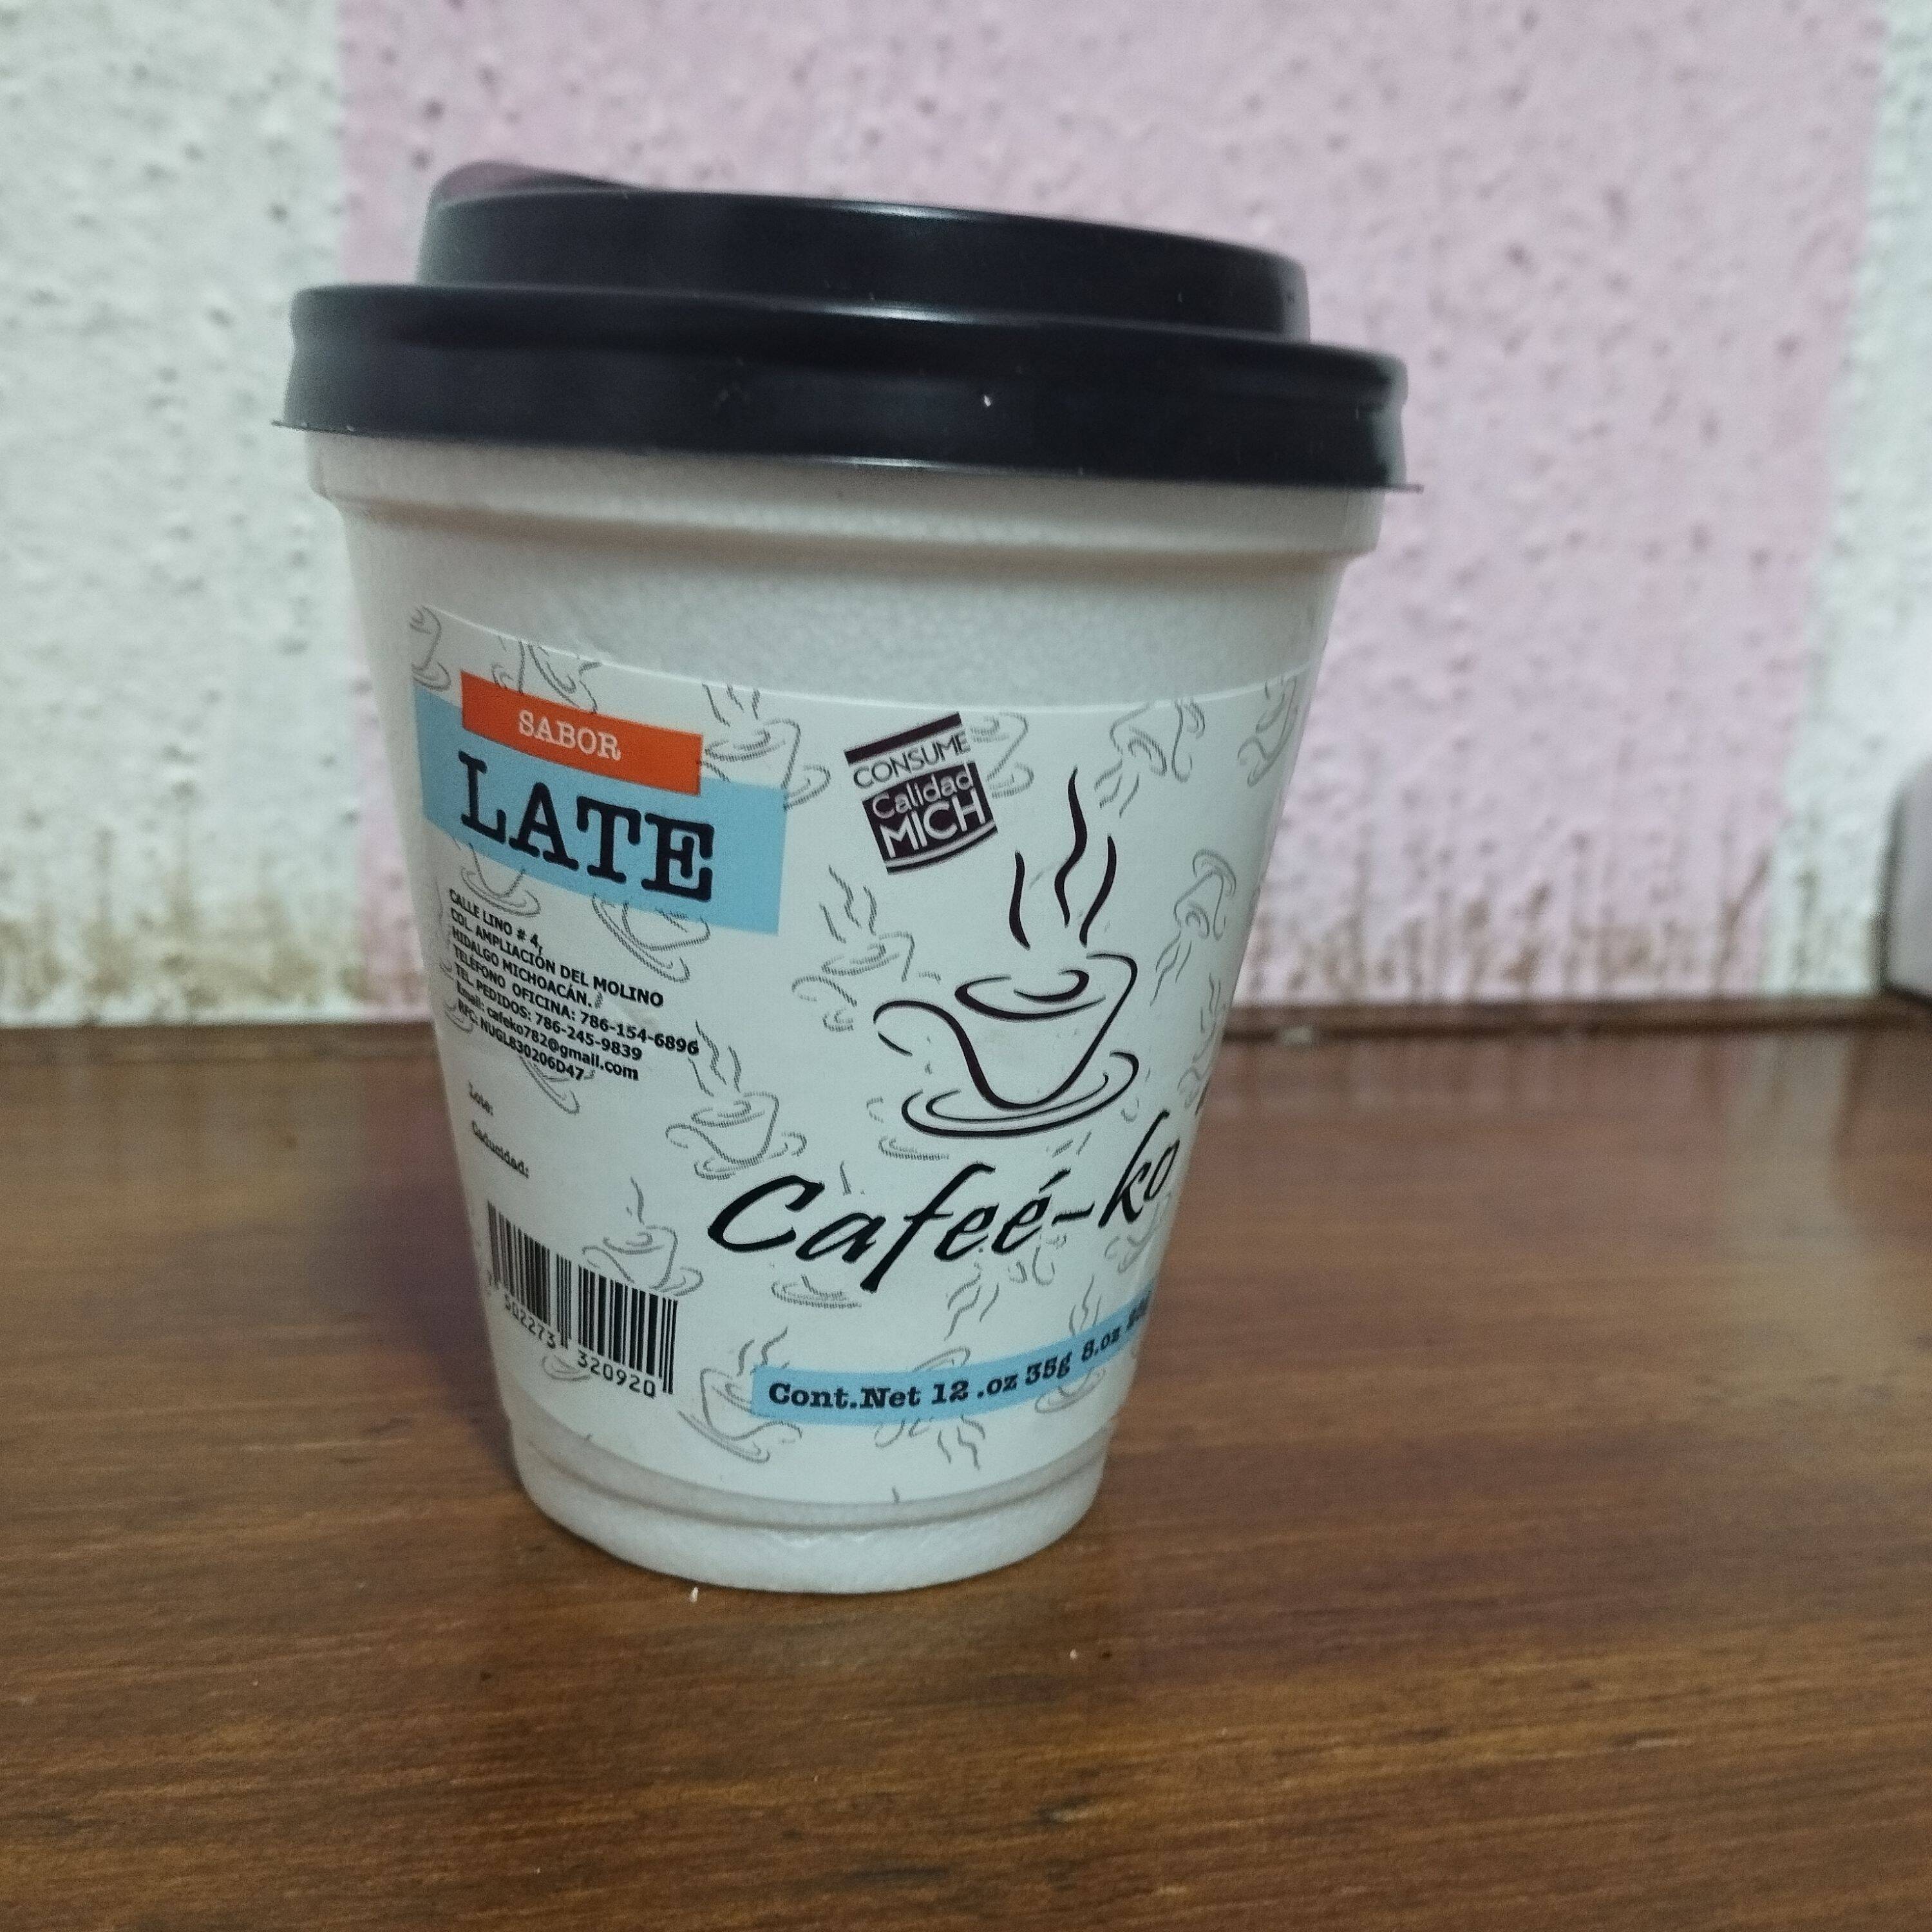 SABOR
LATE
CALLE LINO # 4,
COL. AMPLIACIÓN DEL MOLINO
HIDALGO MICHOACÁN.
TELÉFONO OFICINA: 786-154-6896
TEL. PEDIDOS: 786-245-9839
Email: cafeko782@gmail.com
RFC: NUGL830206D47
Lote:
Caducidad:
7 502273 320920
CONSUME
Calidad
MICH
Cafeé-ko
Cont.Net 12 .oz 35g 8.oz